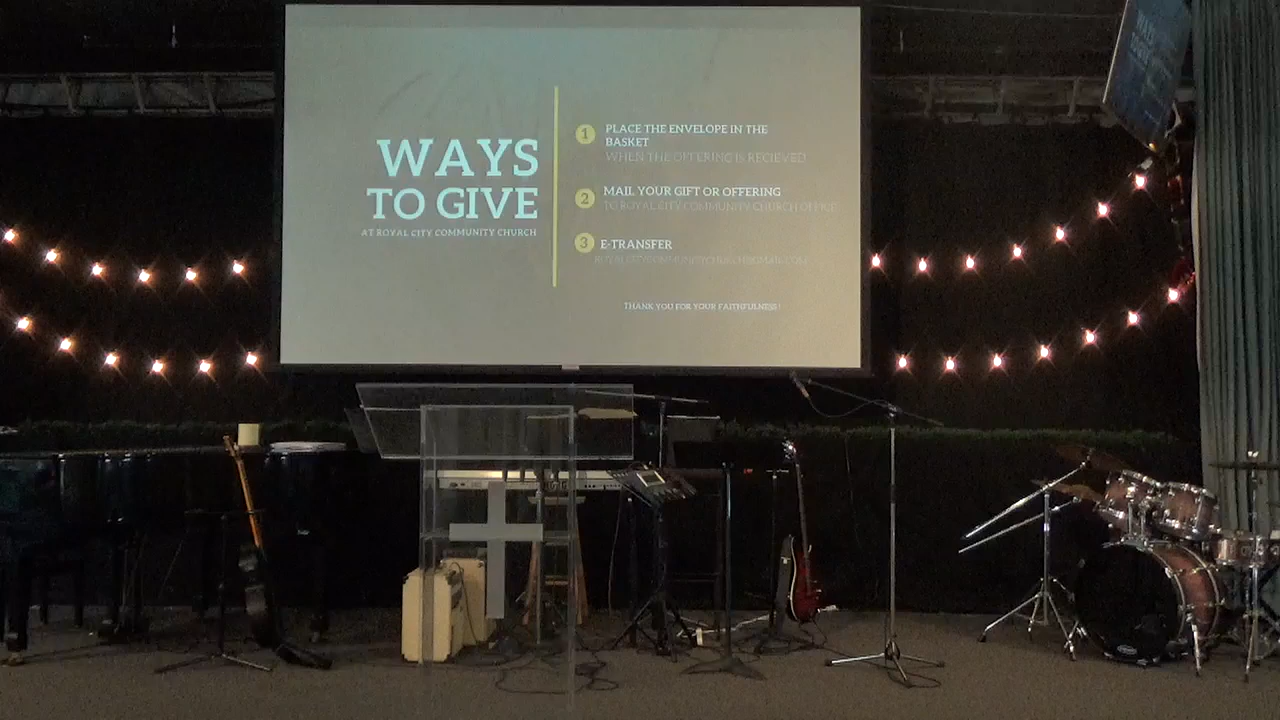 WAYS
TO GIVE
AT ROYAL CITY COMMUNITY CHURCH
1 PLACE THE ENVELOPE IN THE
BASKET
WHEN THE OFFERING IS RECIEVED
2 MAIL YOUR GIFT OR OFFERING
TO ROYAL CITY COMMUNITY CHURCH OFFICE
3 E-TRANSFER
THANK YOU FOR YOUR FAITHFULNESS!